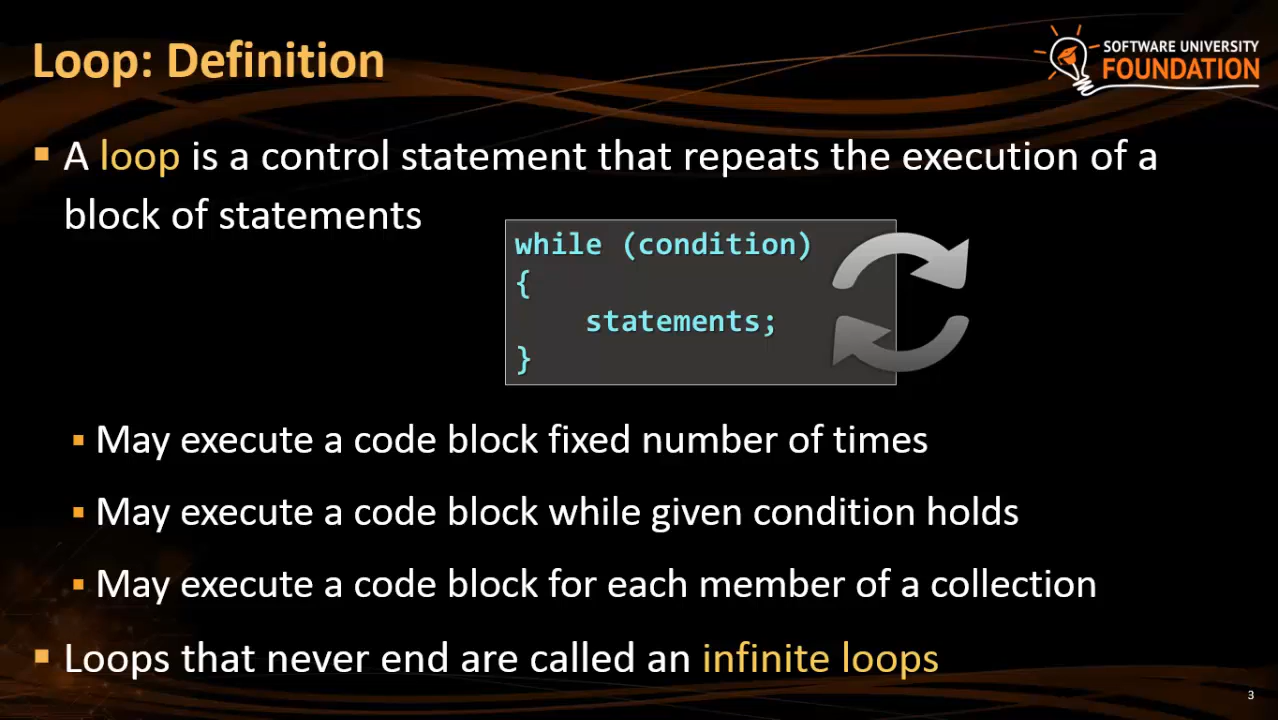 Loop: Definition
SOFTWARE UNIVERSITY
FOUNDATION
▪ A loop is a control statement that repeats the execution of a
block of statements
while (condition)
{
    statements;
}
▪ May execute a code block fixed number of times
▪ May execute a code block while given condition holds
▪ May execute a code block for each member of a collection
▪ Loops that never end are called an infinite loops
3